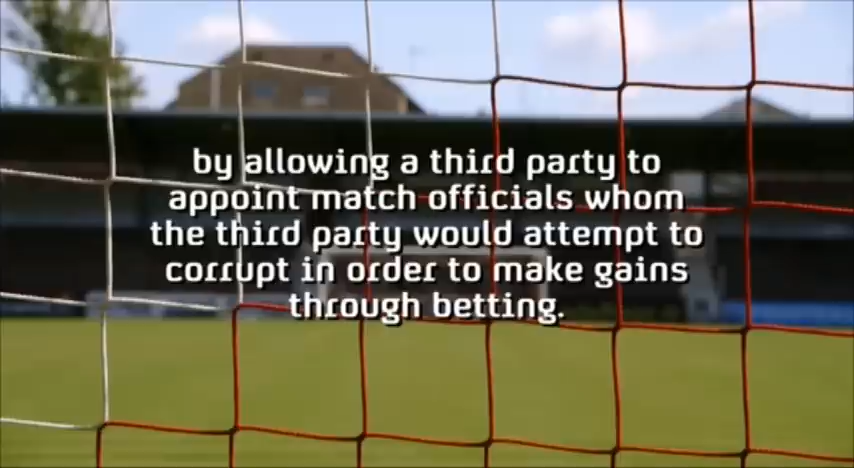 by allowing a third party to
appoint match officials whom
the third party would attempt to
corrupt in order to make gains
through betting.